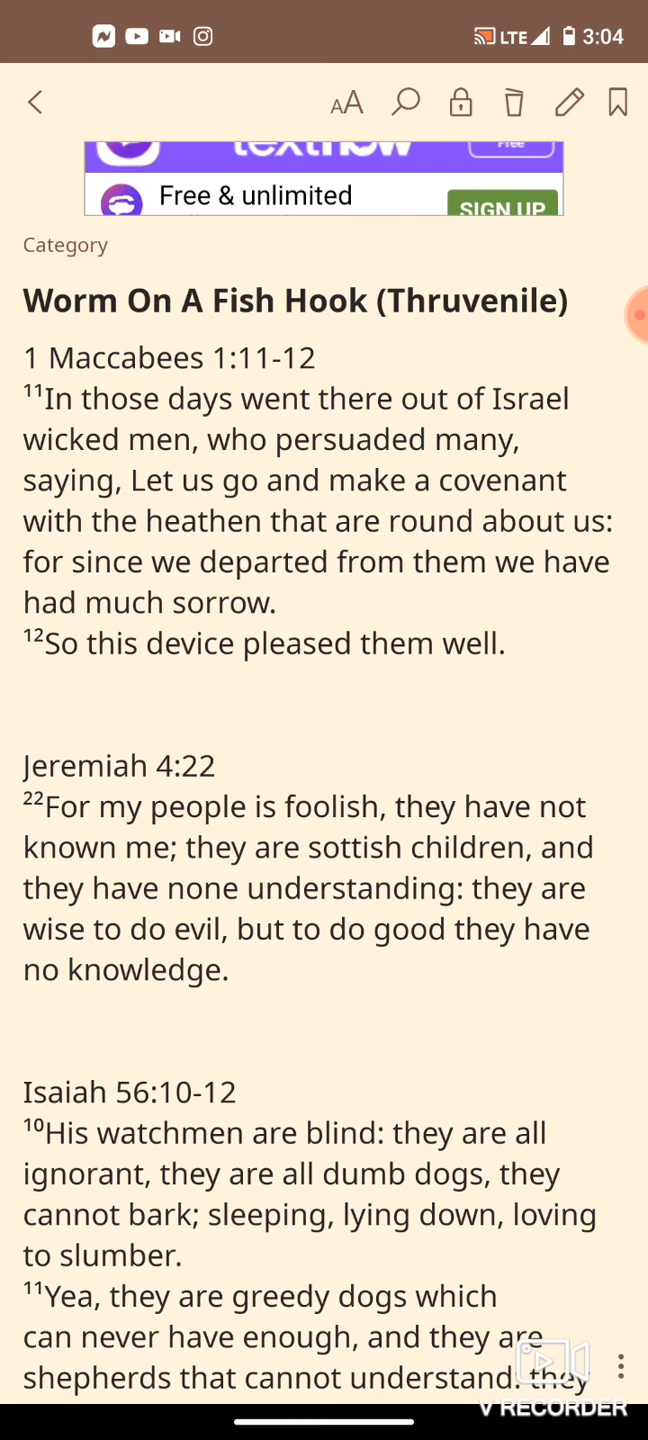 LTE 3:04
AA
textnow
Free
Free & unlimited
SIGN UP
Category
Worm On A Fish Hook (Thruvenile)
1 Maccabees 1:11-12
¹¹In those days went there out of Israel
wicked men, who persuaded many,
saying, Let us go and make a covenant
with the heathen that are round about us:
for since we departed from them we have
had much sorrow.
¹²So this device pleased them well.
Jeremiah 4:22
²²For my people is foolish, they have not
known me; they are sottish children, and
they have none understanding: they are
wise to do evil, but to do good they have
no knowledge.
Isaiah 56:10-12
¹⁰His watchmen are blind: they are all
ignorant, they are all dumb dogs, they
cannot bark; sleeping, lying down, loving
to slumber.
¹¹Yea, they are greedy dogs which
can never have enough, and they are
shepherds that cannot understand: they
V RECORDER